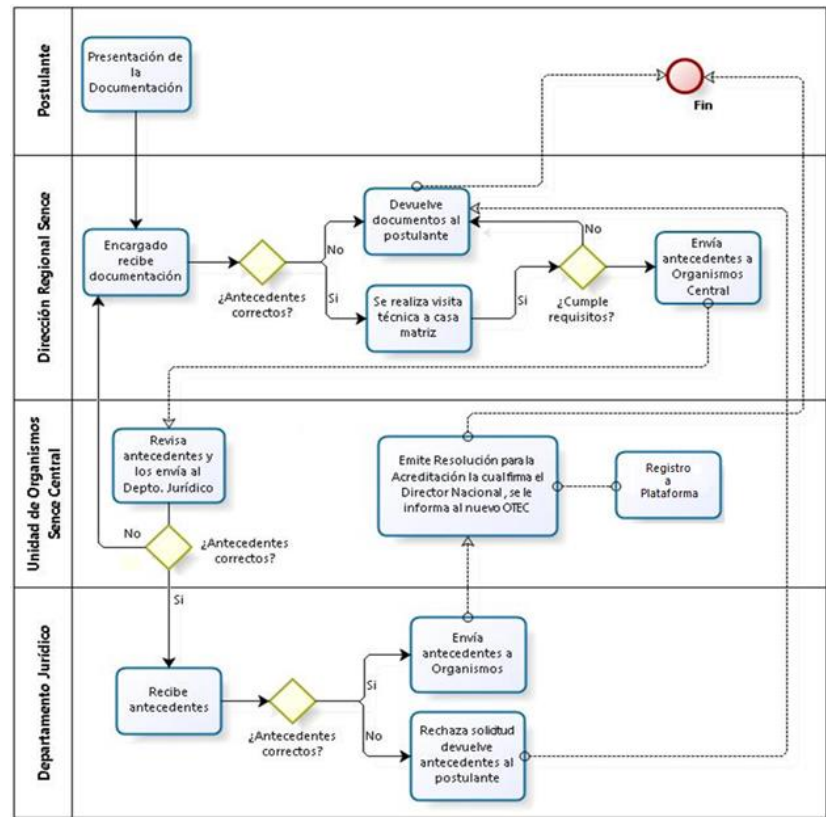 Postulante
Presentación de
la
Documentación
Fin
Dirección Regional Sence
Encargado
recibe
documentación
¿Antecedentes
correctos?
No
Si
Devuelve
documentos al
postulante
Se realiza visita
técnica a casa
matriz
Si
No
¿Cumple
requisitos?
Envía
antecedentes a
Organismos
Central
Unidad de Organismos
Sence Central
Revisa
antecedentes y
los envía al
Depto. Jurídico
No
¿Antecedentes
correctos?
Si
Emite Resolución para la
Acreditación la cual firma el
Director Nacional, se le
informa al nuevo OTEC
Registro
a
Plataforma
Departamento Jurídico
Recibe
antecedentes
¿Antecedentes
correctos?
Si
No
Envía
antecedentes a
Organismos
Rechaza solicitud
devuelve
antecedentes al
postulante